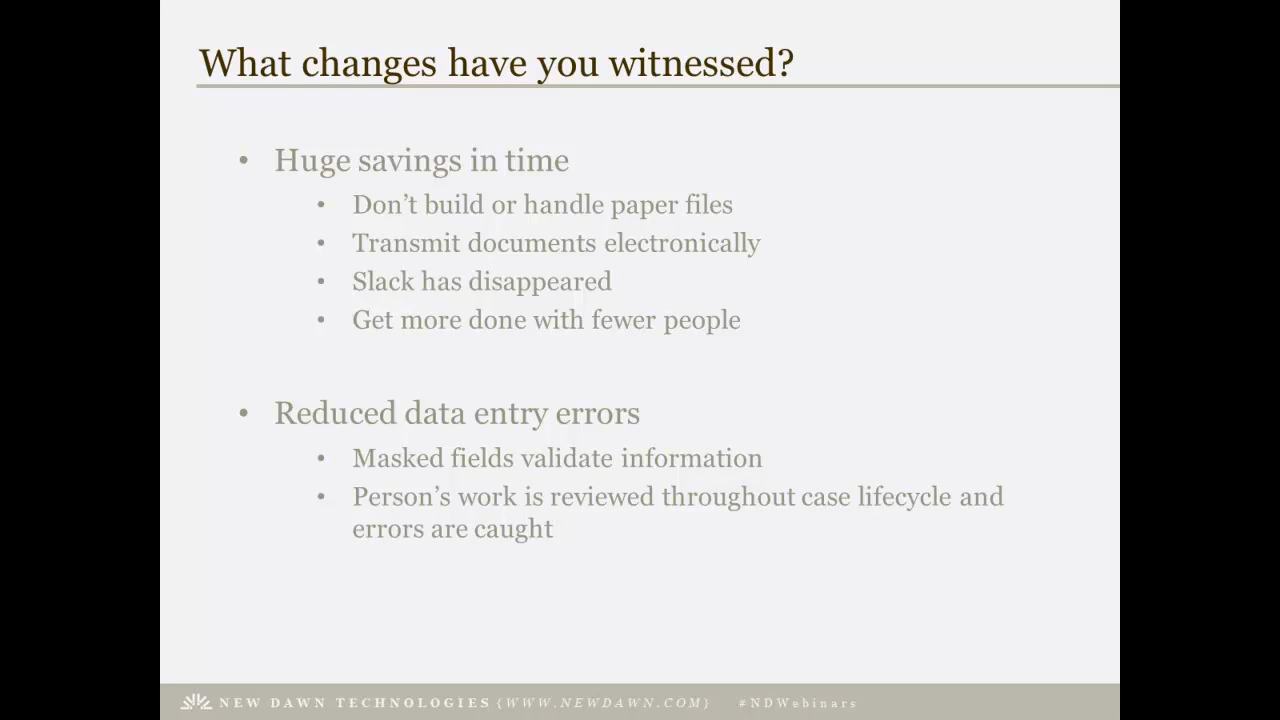 What changes have you witnessed?
• Huge savings in time
• Don’t build or handle paper files
• Transmit documents electronically
• Slack has disappeared
• Get more done with fewer people
• Reduced data entry errors
• Masked fields validate information
• Person’s work is reviewed throughout case lifecycle and
errors are caught
NEW DAWN TECHNOLOGIES {WWW.NEWDAWN.COM} #NDWebinars